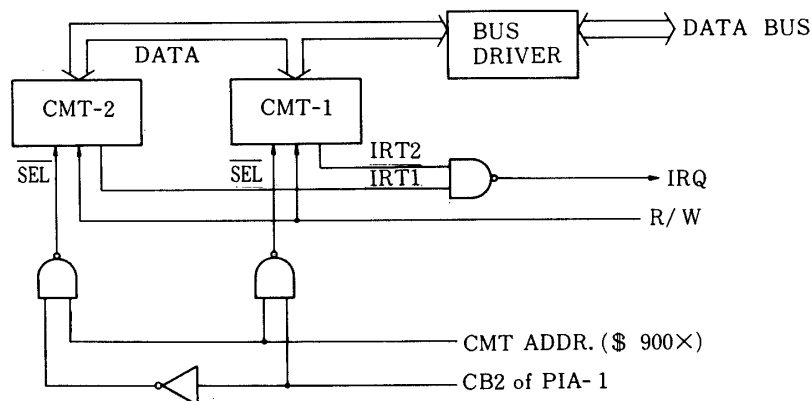 BUS
DRIVER
DATA BUS
DATA
CMT-2
CMT-1
SEL
SEL
IRT2
IRT1
IRQ
R/W
CMT ADDR. ($ 900×)
CB2 of PIA-1